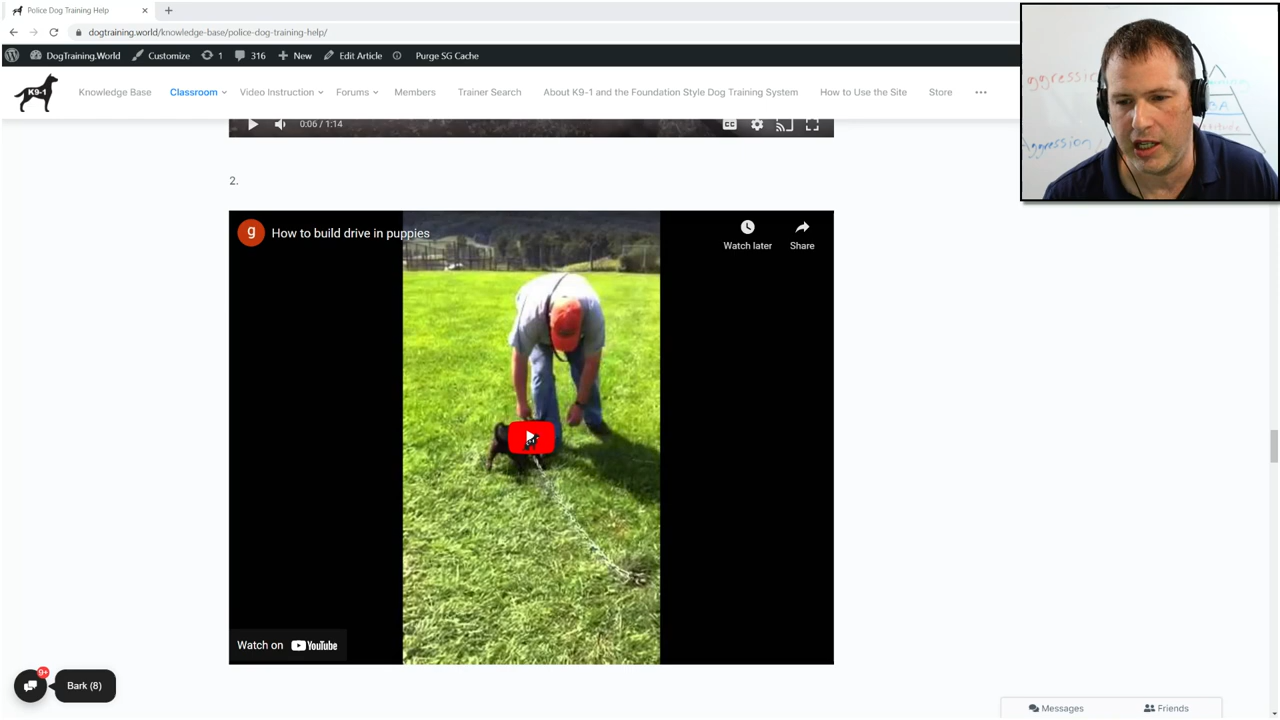 Police Dog Training Help
dogtraining.world/knowledge-base/police-dog-training-help/
DogTraining.World Customize 1 316 New Edit Article Purge SG Cache
K9-1 Knowledge Base Classroom Video Instruction Forums Members Trainer Search About K9-1 and the Foundation Style Dog Training System How to Use the Site Store
0:06 / 1:14 CC
2.
g How to build drive in puppies
Watch later Share
Watch on YouTube
9+
Bark (8)
Messages Friends
Aggression